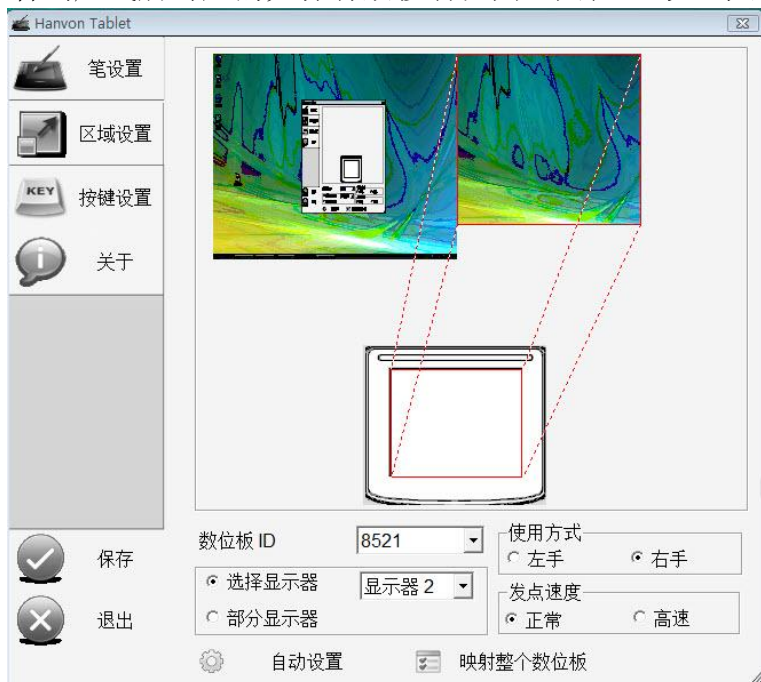 Hanvon Tablet
笔设置
区域设置
KEY 按键设置
关于
保存
退出
数位板 ID 8521
使用方式
左手 右手
选择显示器 显示器 2
部分显示器
发点速度
正常 高速
自动设置 映射整个数位板